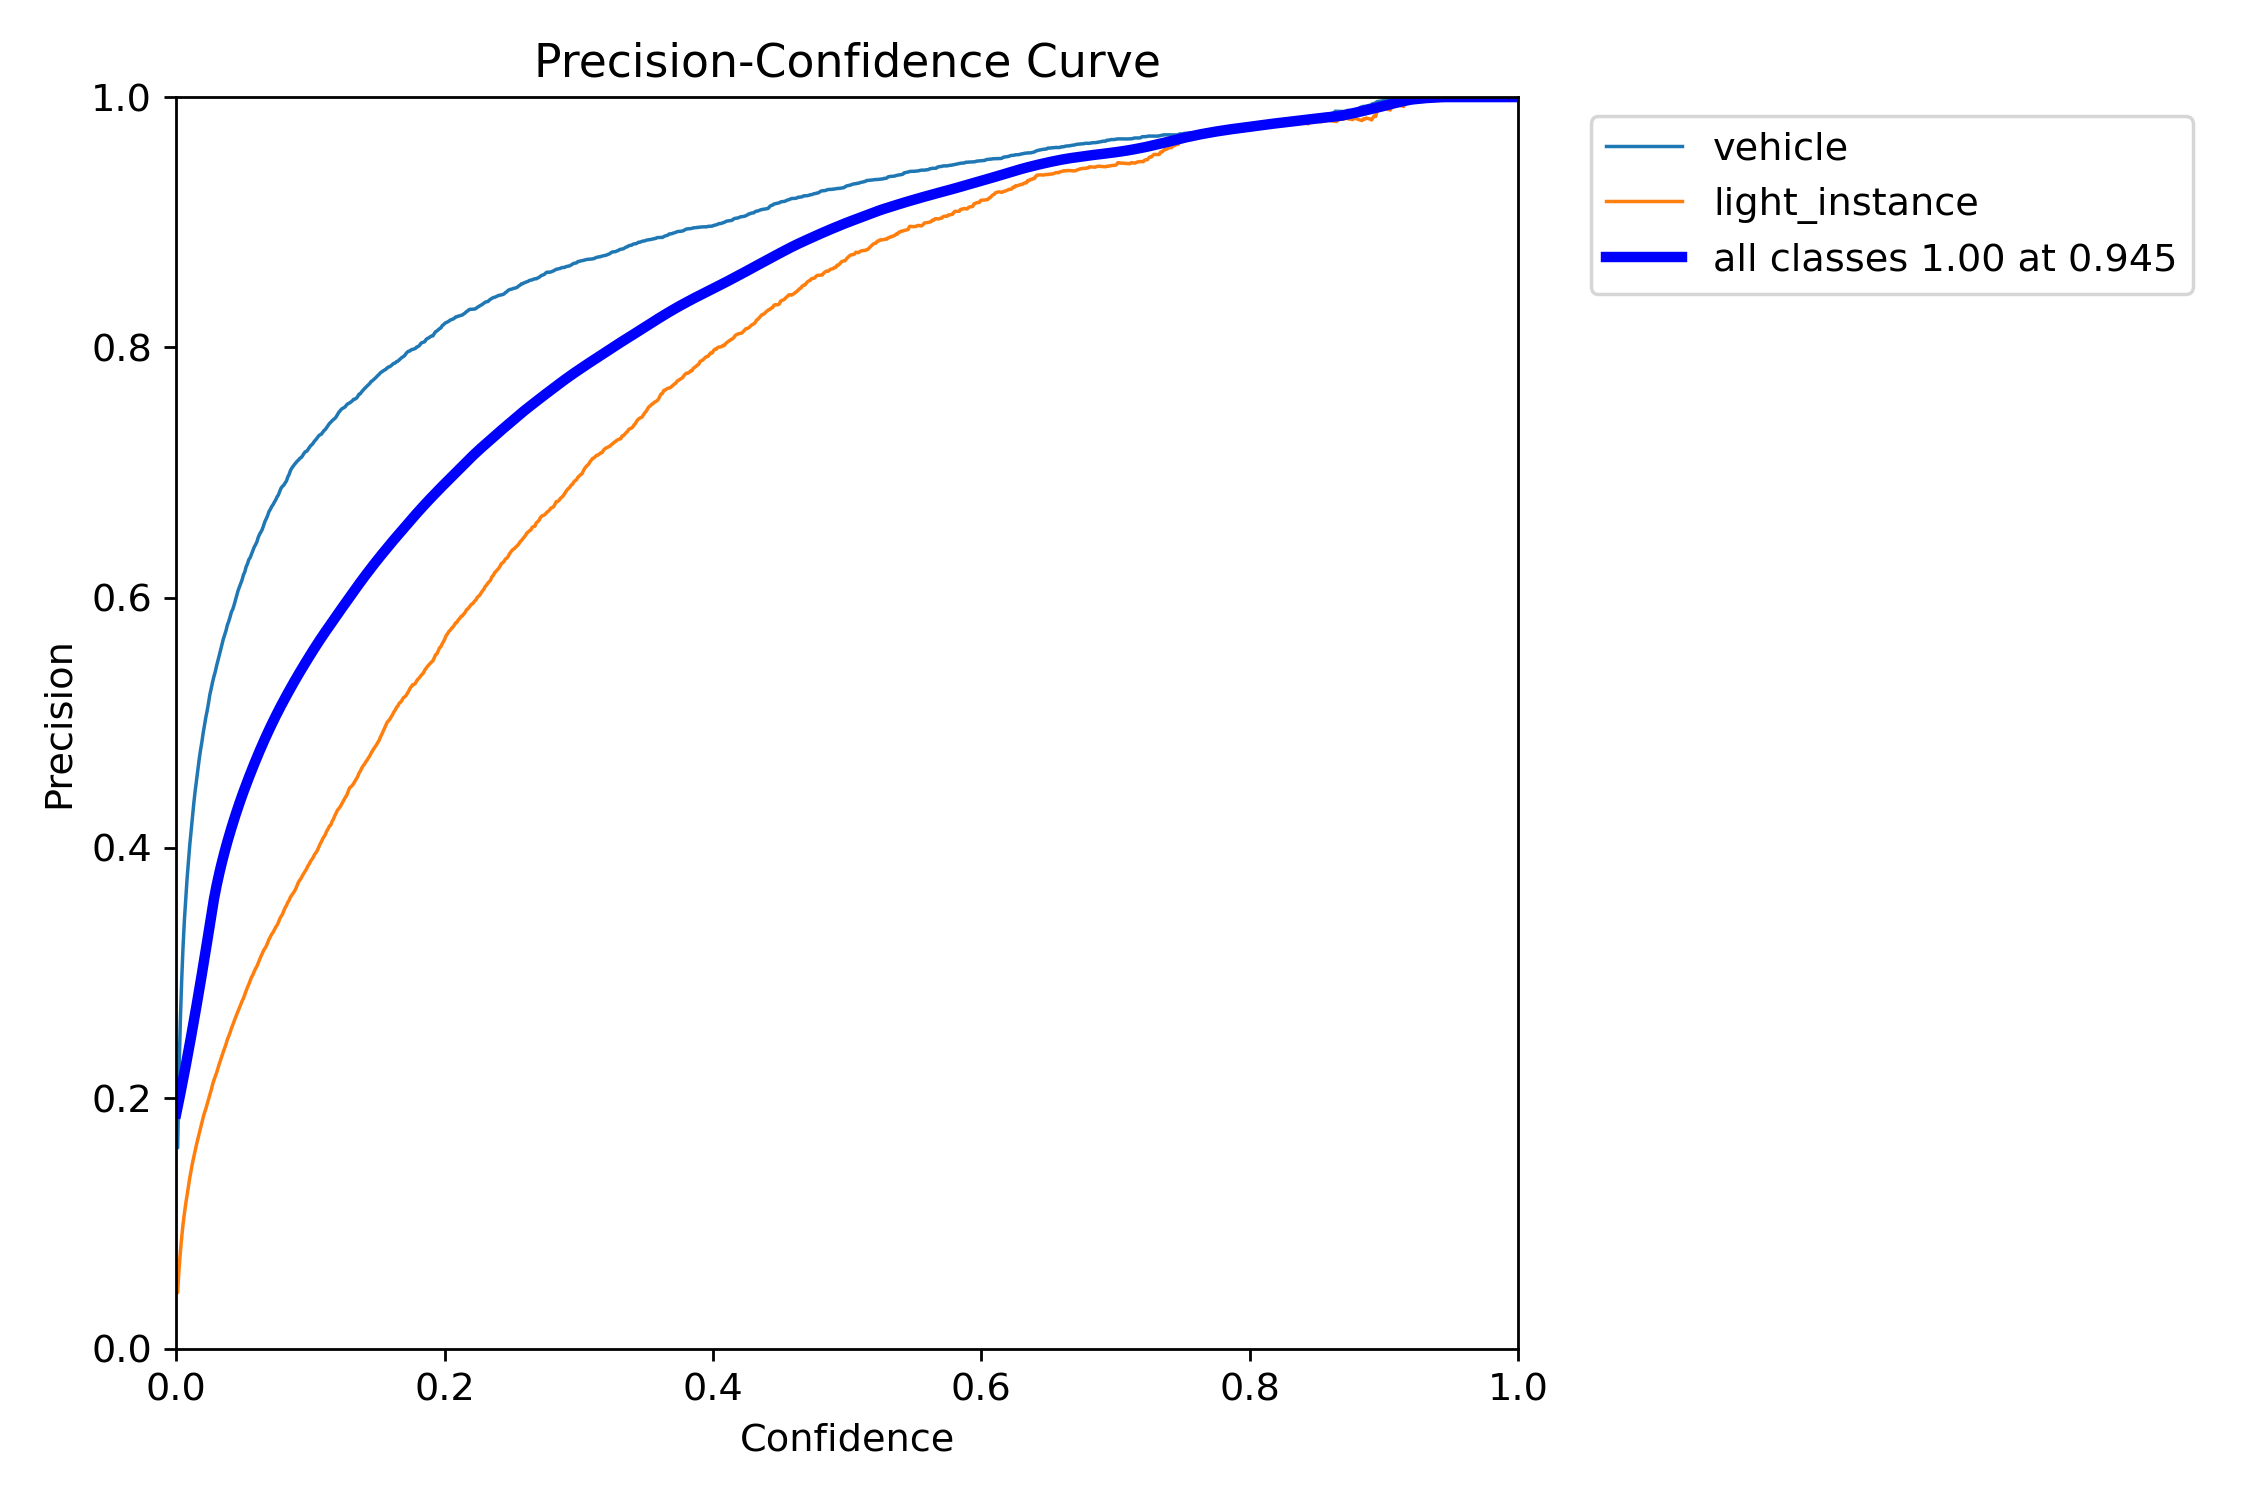 Precision-Confidence Curve
1.0
0.8
0.6
0.4
0.2
0.0
Precision
0.0 0.2 0.4 0.6 0.8 1.0
Confidence
vehicle
light_instance
all classes 1.00 at 0.945